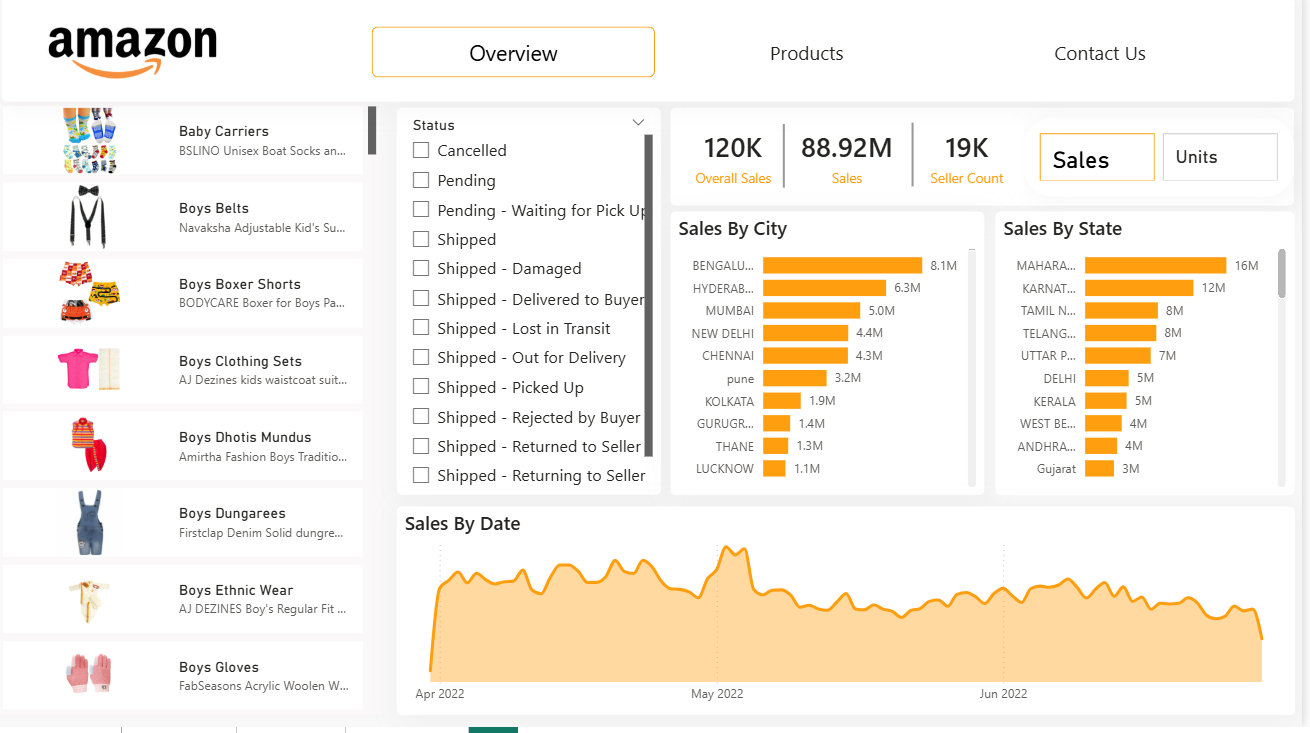 amazon
Overview
Products
Contact Us
Baby Carriers
BSLINO Unisex Boat Socks an...
Boys Belts
Navaksha Adjustable Kid's Su...
Boys Boxer Shorts
BODYCARE Boxer for Boys Pa...
Boys Clothing Sets
AJ Dezines kids waistcoat suit...
Boys Dhotis Mundus
Amirtha Fashion Boys Traditio...
Boys Dungarees
Firstclap Denim Solid dungre...
Boys Ethnic Wear
AJ DEZINES Boy's Regular Fit ...
Boys Gloves
FabSeasons Acrylic Woolen W...
Status
Cancelled
Pending
Pending - Waiting for Pick Up
Shipped
Shipped - Damaged
Shipped - Delivered to Buyer
Shipped - Lost in Transit
Shipped - Out for Delivery
Shipped - Picked Up
Shipped - Rejected by Buyer
Shipped - Returned to Seller
Shipped - Returning to Seller
120K
Overall Sales
88.92M
Sales
19K
Seller Count
Sales
Units
Sales By City
BENGALU... 8.1M
HYDERAB... 6.3M
MUMBAI 5.0M
NEW DELHI 4.4M
CHENNAI 4.3M
pune 3.2M
KOLKATA 1.9M
GURUGR... 1.4M
THANE 1.3M
LUCKNOW 1.1M
Sales By State
MAHARA... 16M
KARNAT... 12M
TAMIL N... 8M
TELANG... 8M
UTTAR P... 7M
DELHI 5M
KERALA 5M
WEST BE... 4M
ANDHRA... 4M
Gujarat 3M
Sales By Date
Apr 2022 May 2022 Jun 2022